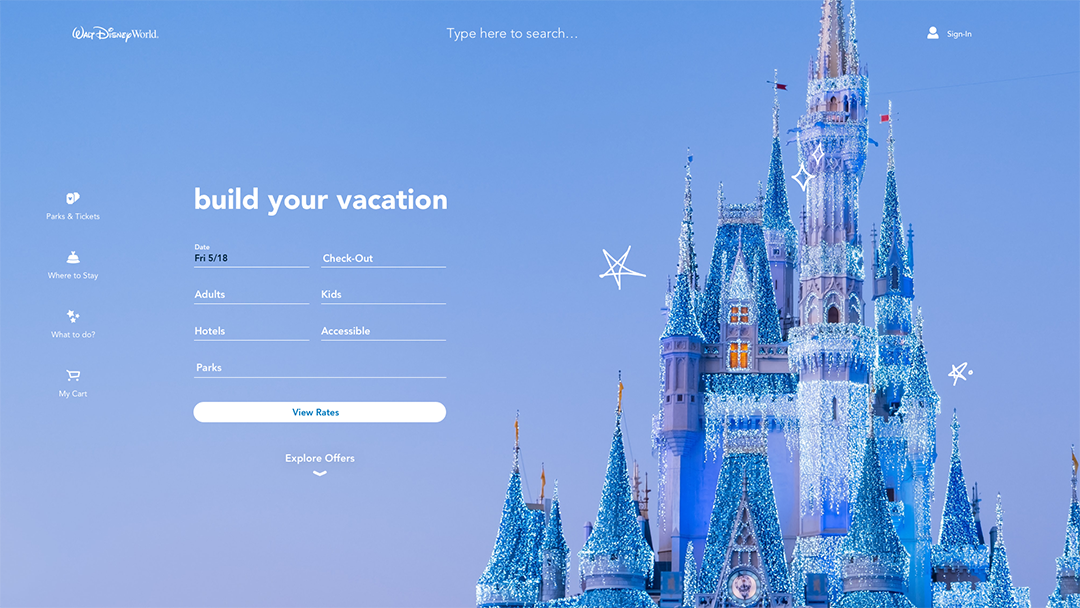 Walt Disney World.
Type here to search...
Sign-In
Parks & Tickets
Where to Stay
What to do?
My Cart
build your vacation
Date
Fri 5/18
Check-Out
Adults
Kids
Hotels
Accessible
Parks
View Rates
Explore Offers